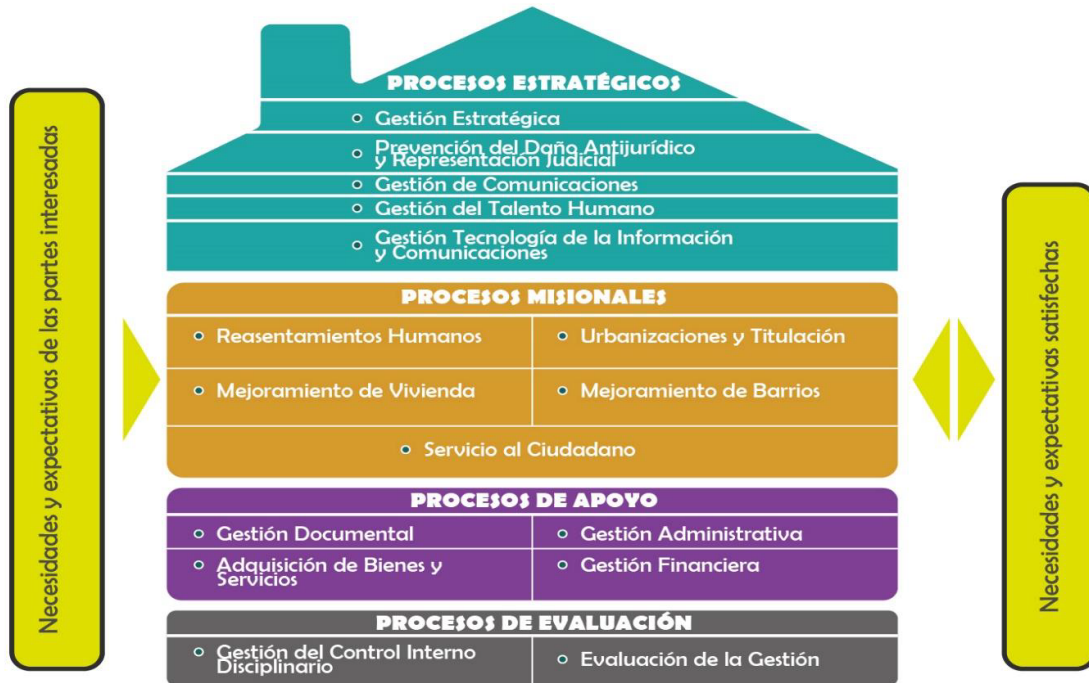 Necesidades y expectativas de las partes interesadas
PROCESOS ESTRATÉGICOS
Gestión Estratégica
Prevención del Daño Antijurídico
y Representación Judicial
Gestión de Comunicaciones
Gestión del Talento Humano
Gestión Tecnología de la Información
y Comunicaciones
PROCESOS MISIONALES
Reasentamientos Humanos
Urbanizaciones y Titulación
Mejoramiento de Vivienda
Mejoramiento de Barrios
Servicio al Ciudadano
PROCESOS DE APOYO
Gestión Documental
Gestión Administrativa
Adquisición de Bienes y
Servicios
Gestión Financiera
PROCESOS DE EVALUACIÓN
Gestión del Control Interno
Disciplinario
Evaluación de la Gestión
Necesidades y expectativas satisfechas